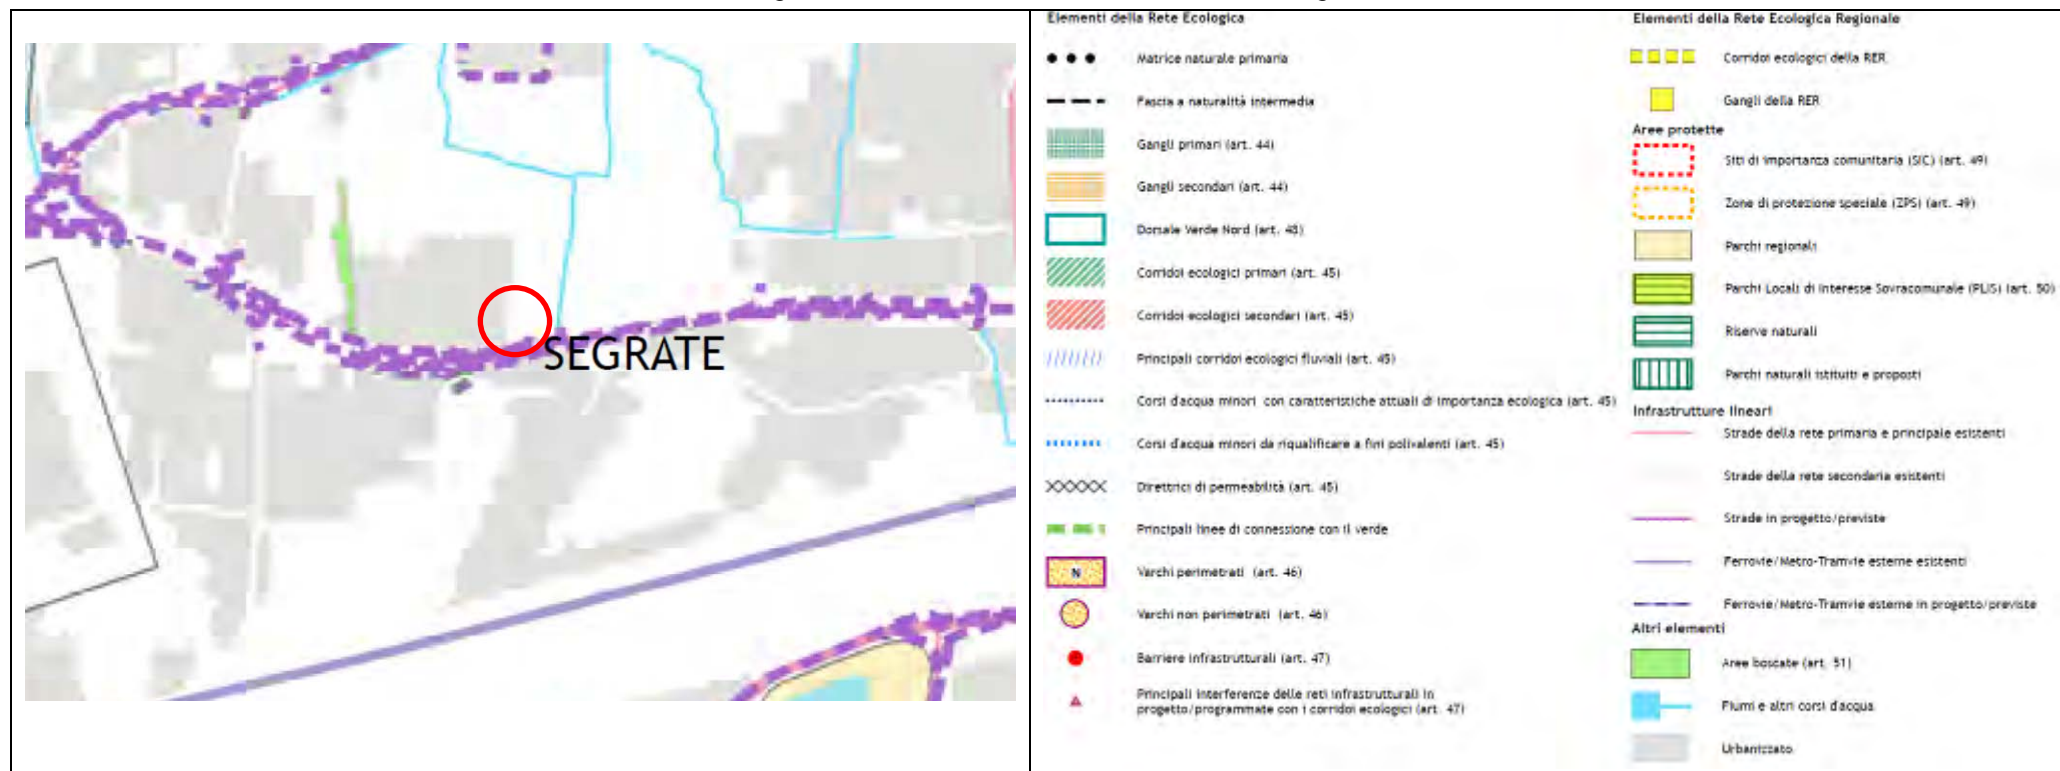 SEGRATE
Elementi della Rete Ecologica
Matrice naturale primaria
Fascia a naturalità intermedia
Gangli primari (art. 44)
Gangli secondari (art. 44)
Dorsale Verde Nord (art. 48)
Corridoi ecologici primari (art. 45)
Corridoi ecologici secondari (art. 45)
Principali corridoi ecologici fluviali (art. 45)
Corsi d'acqua minori con caratteristiche attuali di importanza ecologica (art. 45)
Corsi d'acqua minori da riqualificare a fini polivalenti (art. 45)
Direttrici di permeabilità (art. 45)
Principali linee di connessione con il verde
N
Varchi perimetrati (art. 46)
Varchi non perimetrati (art. 46)
Barriere infrastrutturali (art. 47)
Principali interferenze delle reti infrastrutturali in
progetto/programmate con i corridoi ecologici (art. 47)
Elementi della Rete Ecologica Regionale
Corridoi ecologici della RER
Gangli della RER
Aree protette
Siti di importanza comunitaria (SIC) (art. 49)
Zone di protezione speciale (ZPS) (art. 49)
Parchi regionali
Parchi Locali di Interesse Sovracomunale (PLIS) (art. 50)
Riserve naturali
Parchi naturali istituiti e proposti
Infrastrutture lineari
Strade della rete primaria e principale esistenti
Strade della rete secondaria esistenti
Strade in progetto/previste
Ferrovie/Metro-Tramvie esterne esistenti
Ferrovie/Metro-Tramvie esterne in progetto/previste
Altri elementi
Aree boscate (art. 51)
Fiumi e altri corsi d'acqua
Urbanizzato